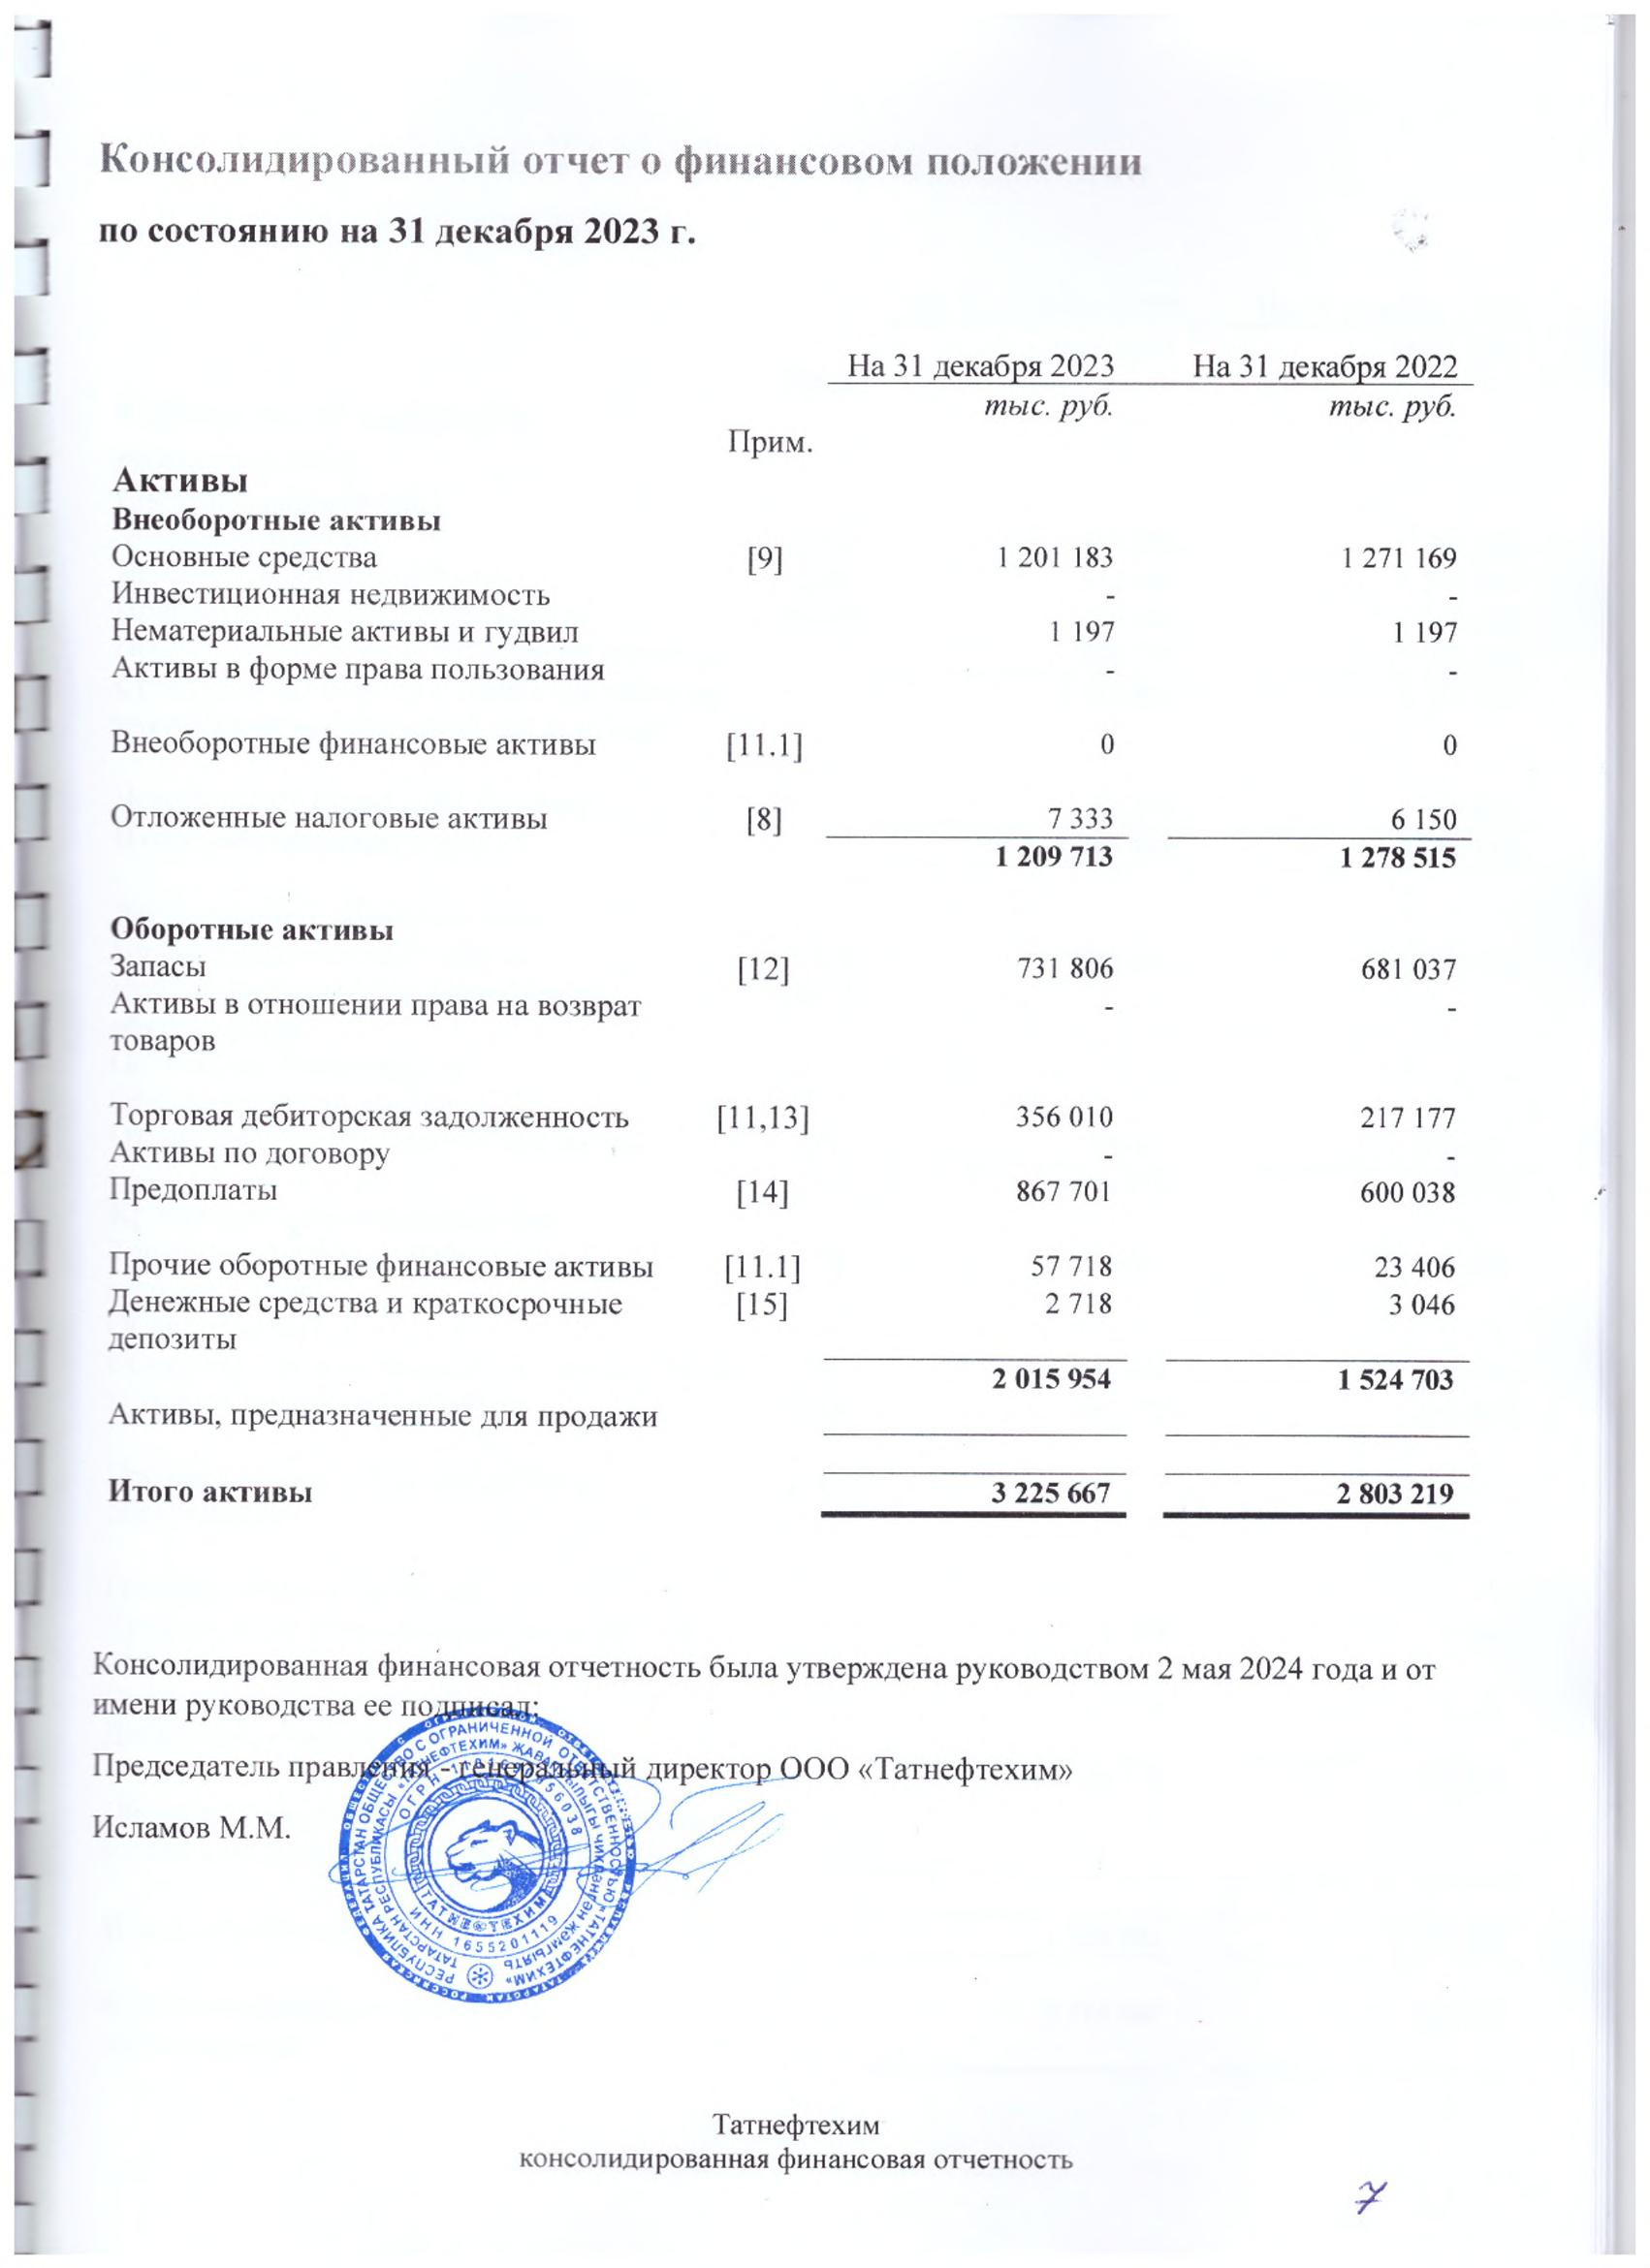 Консолидированный отчет о финансовом положении
по состоянию на 31 декабря 2023 г.
На 31 декабря 2023 На 31 декабря 2022
тыс. руб. тыс. руб.
Прим.
Активы
Внеоборотные активы
Основные средства [9] 1 201 183 1 271 169
Инвестиционная недвижимость - -
Нематериальные активы и гудвил 1 197 1 197
Активы в форме права пользования - -
Внеоборотные финансовые активы [11.1] 0 0
Отложенные налоговые активы [8] 7 333 6 150
1 209 713 1 278 515
Оборотные активы
Запасы [12] 731 806 681 037
Активы в отношении права на возврат - -
товаров
Торговая дебиторская задолженность [11,13] 356 010 217 177
Активы по договору - -
Предоплаты [14] 867 701 600 038
Прочие оборотные финансовые активы [11.1] 57 718 23 406
Денежные средства и краткосрочные [15] 2 718 3 046
депозиты
2 015 954 1 524 703
Активы, предназначенные для продажи
Итого активы 3 225 667 2 803 219
Консолидированная финансовая отчетность была утверждена руководством 2 мая 2024 года и от
имени руководства ее подписал:
Председатель правления - генеральный директор ООО «Татнефтехим»
Исламов М.М.
РЕСПУБЛИКА ТАТАРСТАН ОБЩЕСТВО С ОГРАНИЧЕННОЙ ОТВЕТСТВЕННОСТЬЮ «ТАТНЕФТЕХИМ»
ТАТАРСТАН РЕСПУБЛИКАСЫ «ТАТНЕФТЕХИМ»
ТАТНЕФТЕХИМ
ИНН 1655201119
Татнефтехим
консолидированная финансовая отчетность
7